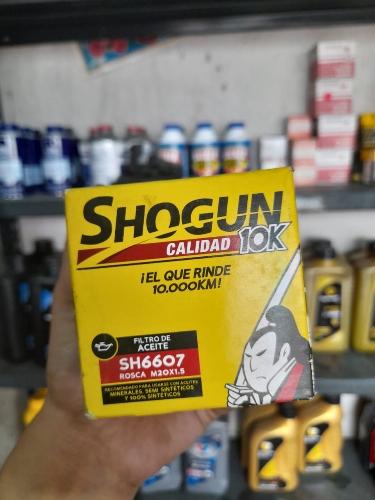 SHOGUN
CALIDAD 10K
¡EL QUE RINDE
10.000KM!
FILTRO DE
ACEITE
SH6607
ROSCA M20X1.5
RECOMENDADO PARA USARSE CON ACEITES
MINERALES, SEMI SINTÉTICOS
Y 100% SINTÉTICOS